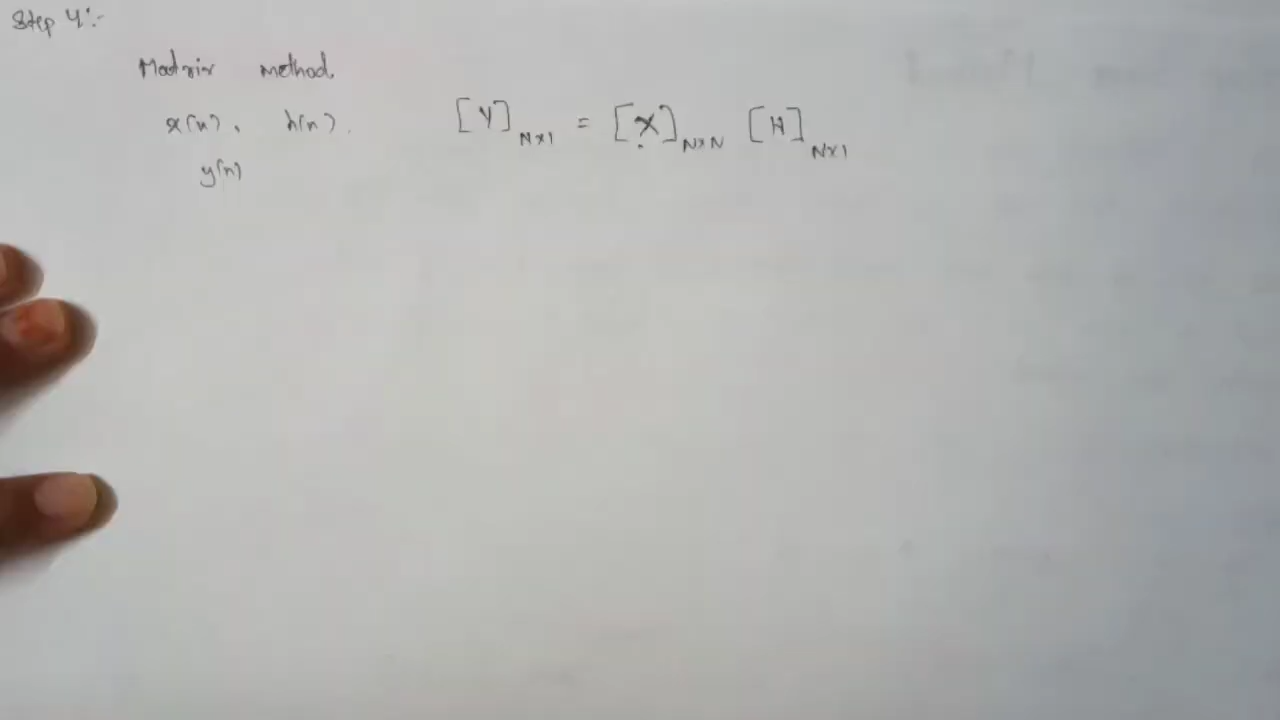 Step 4:-
Matrix method.
x(n), h(n). [Y]N×1 = [X]N×N [H]N×1
y(n)